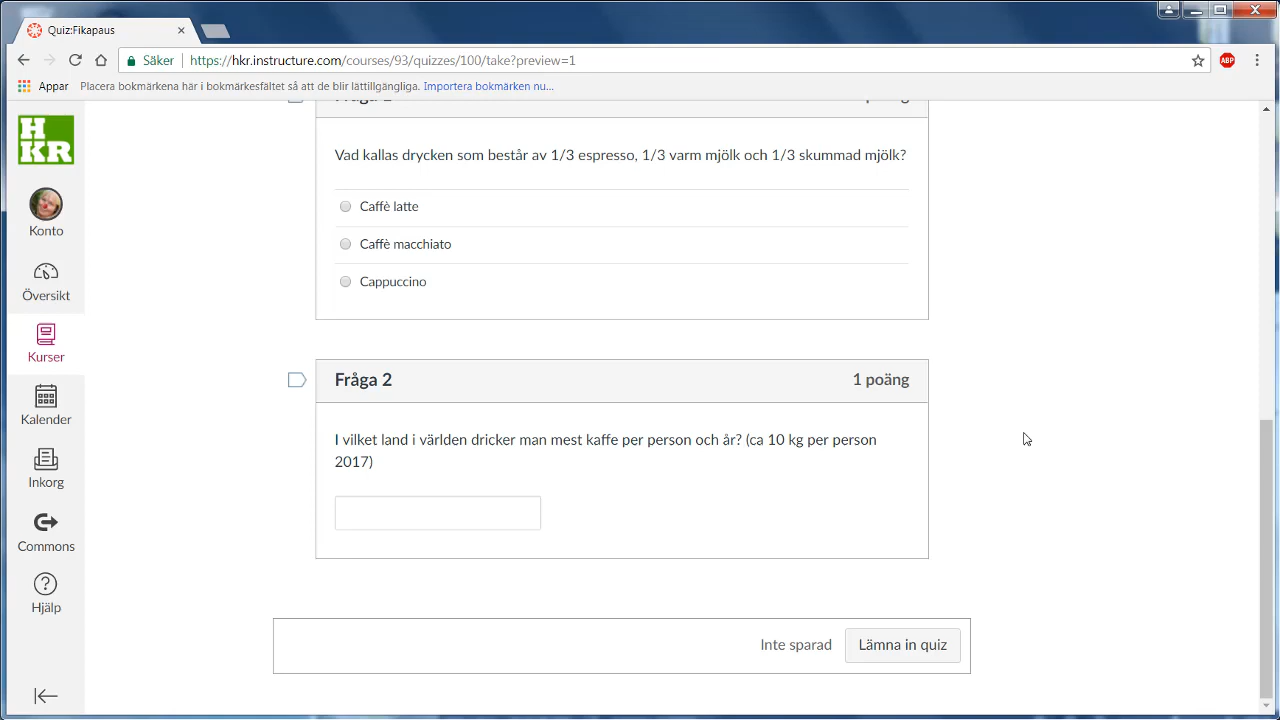 Quiz:Fikapaus
Säker https://hkr.instructure.com/courses/93/quizzes/100/take?preview=1
ABP
Appar Placera bokmärkena här i bokmärkesfältet så att de blir lättillgängliga. Importera bokmärken nu...
H
KR
Konto
Översikt
Kurser
Kalender
Inkorg
Commons
Hjälp
Vad kallas drycken som består av 1/3 espresso, 1/3 varm mjölk och 1/3 skummad mjölk?
Caffè latte
Caffè macchiato
Cappuccino
Fråga 2 1 poäng
I vilket land i världen dricker man mest kaffe per person och år? (ca 10 kg per person
2017)
Inte sparad Lämna in quiz